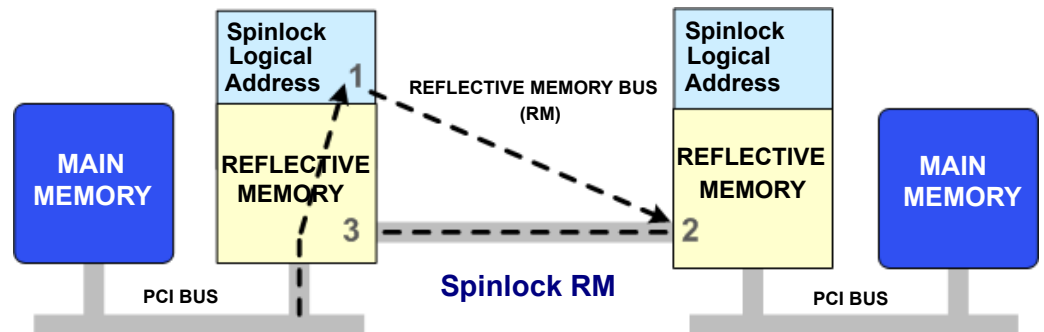 Spinlock
Logical
Address
1
REFLECTIVE MEMORY BUS
(RM)
Spinlock
Logical
Address
MAIN
MEMORY
REFLECTIVE
MEMORY
3
REFLECTIVE
MEMORY
2
MAIN
MEMORY
Spinlock RM
PCI BUS
PCI BUS